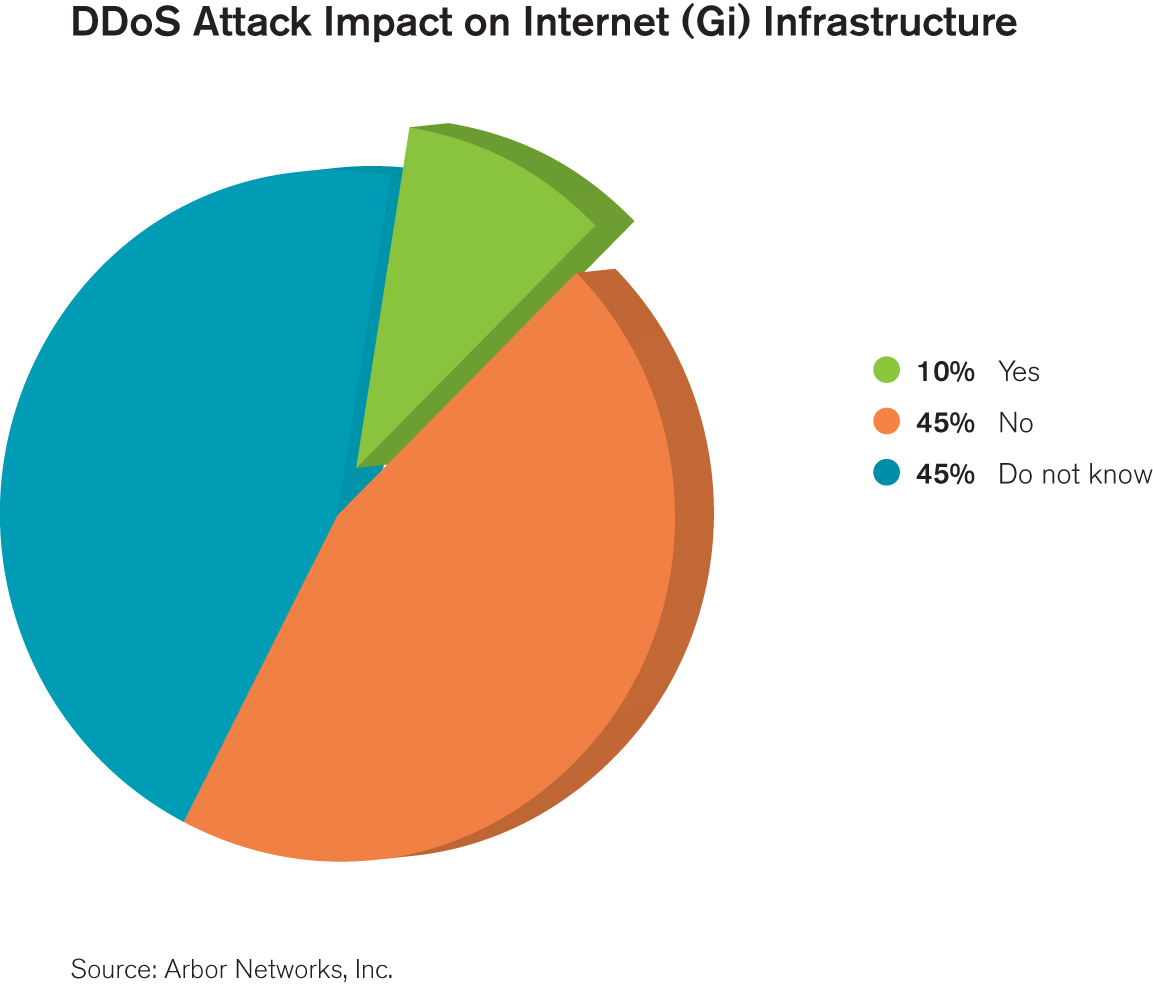 DDoS Attack Impact on Internet (Gi) Infrastructure
10% Yes
45% No
45% Do not know
Source: Arbor Networks, Inc.